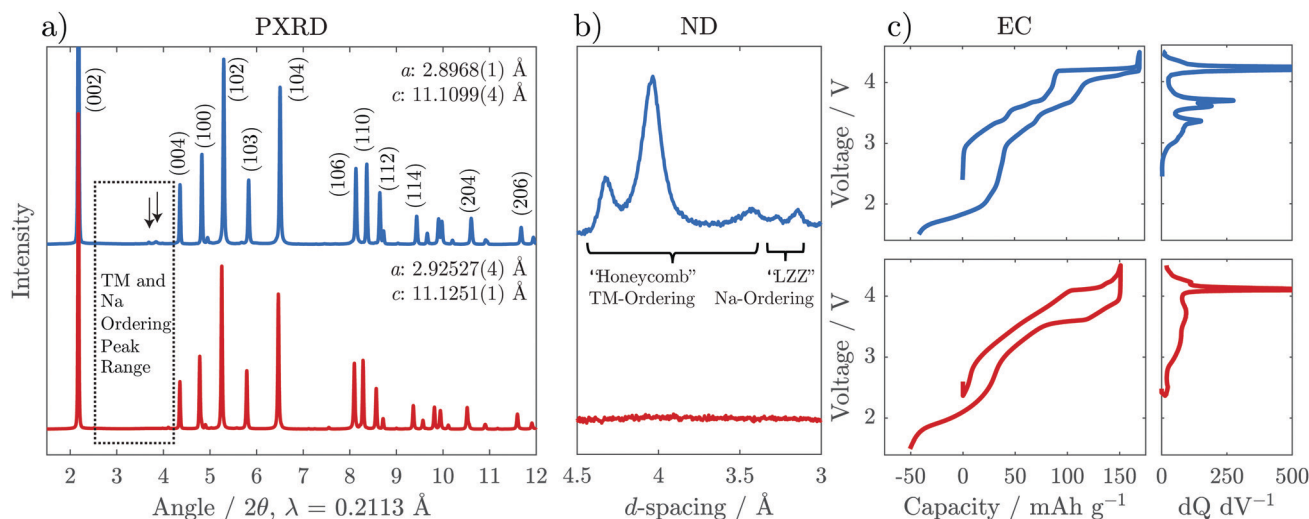 a)
PXRD
Intensity
(002)
(004)
(100)
(102)
(103)
(104)
(106)
(110)
(112)
(114)
(204)
(206)
a: 2.8968(1) Å
c: 11.1099(4) Å
TM and
Na
Ordering
Peak
Range
a: 2.92527(4) Å
c: 11.1251(1) Å
2 3 4 5 6 7 8 9 10 11 12
Angle / 2θ, λ = 0.2113 Å
b)
ND
"Honeycomb"
TM-Ordering
"LZZ"
Na-Ordering
4.5 4 3.5 3
d-spacing / Å
c)
EC
Voltage / V
4
3
2
Voltage / V
4
3
2
-50 0 50 100 150
Capacity / mAh g⁻¹
0 500
dQ dV⁻¹